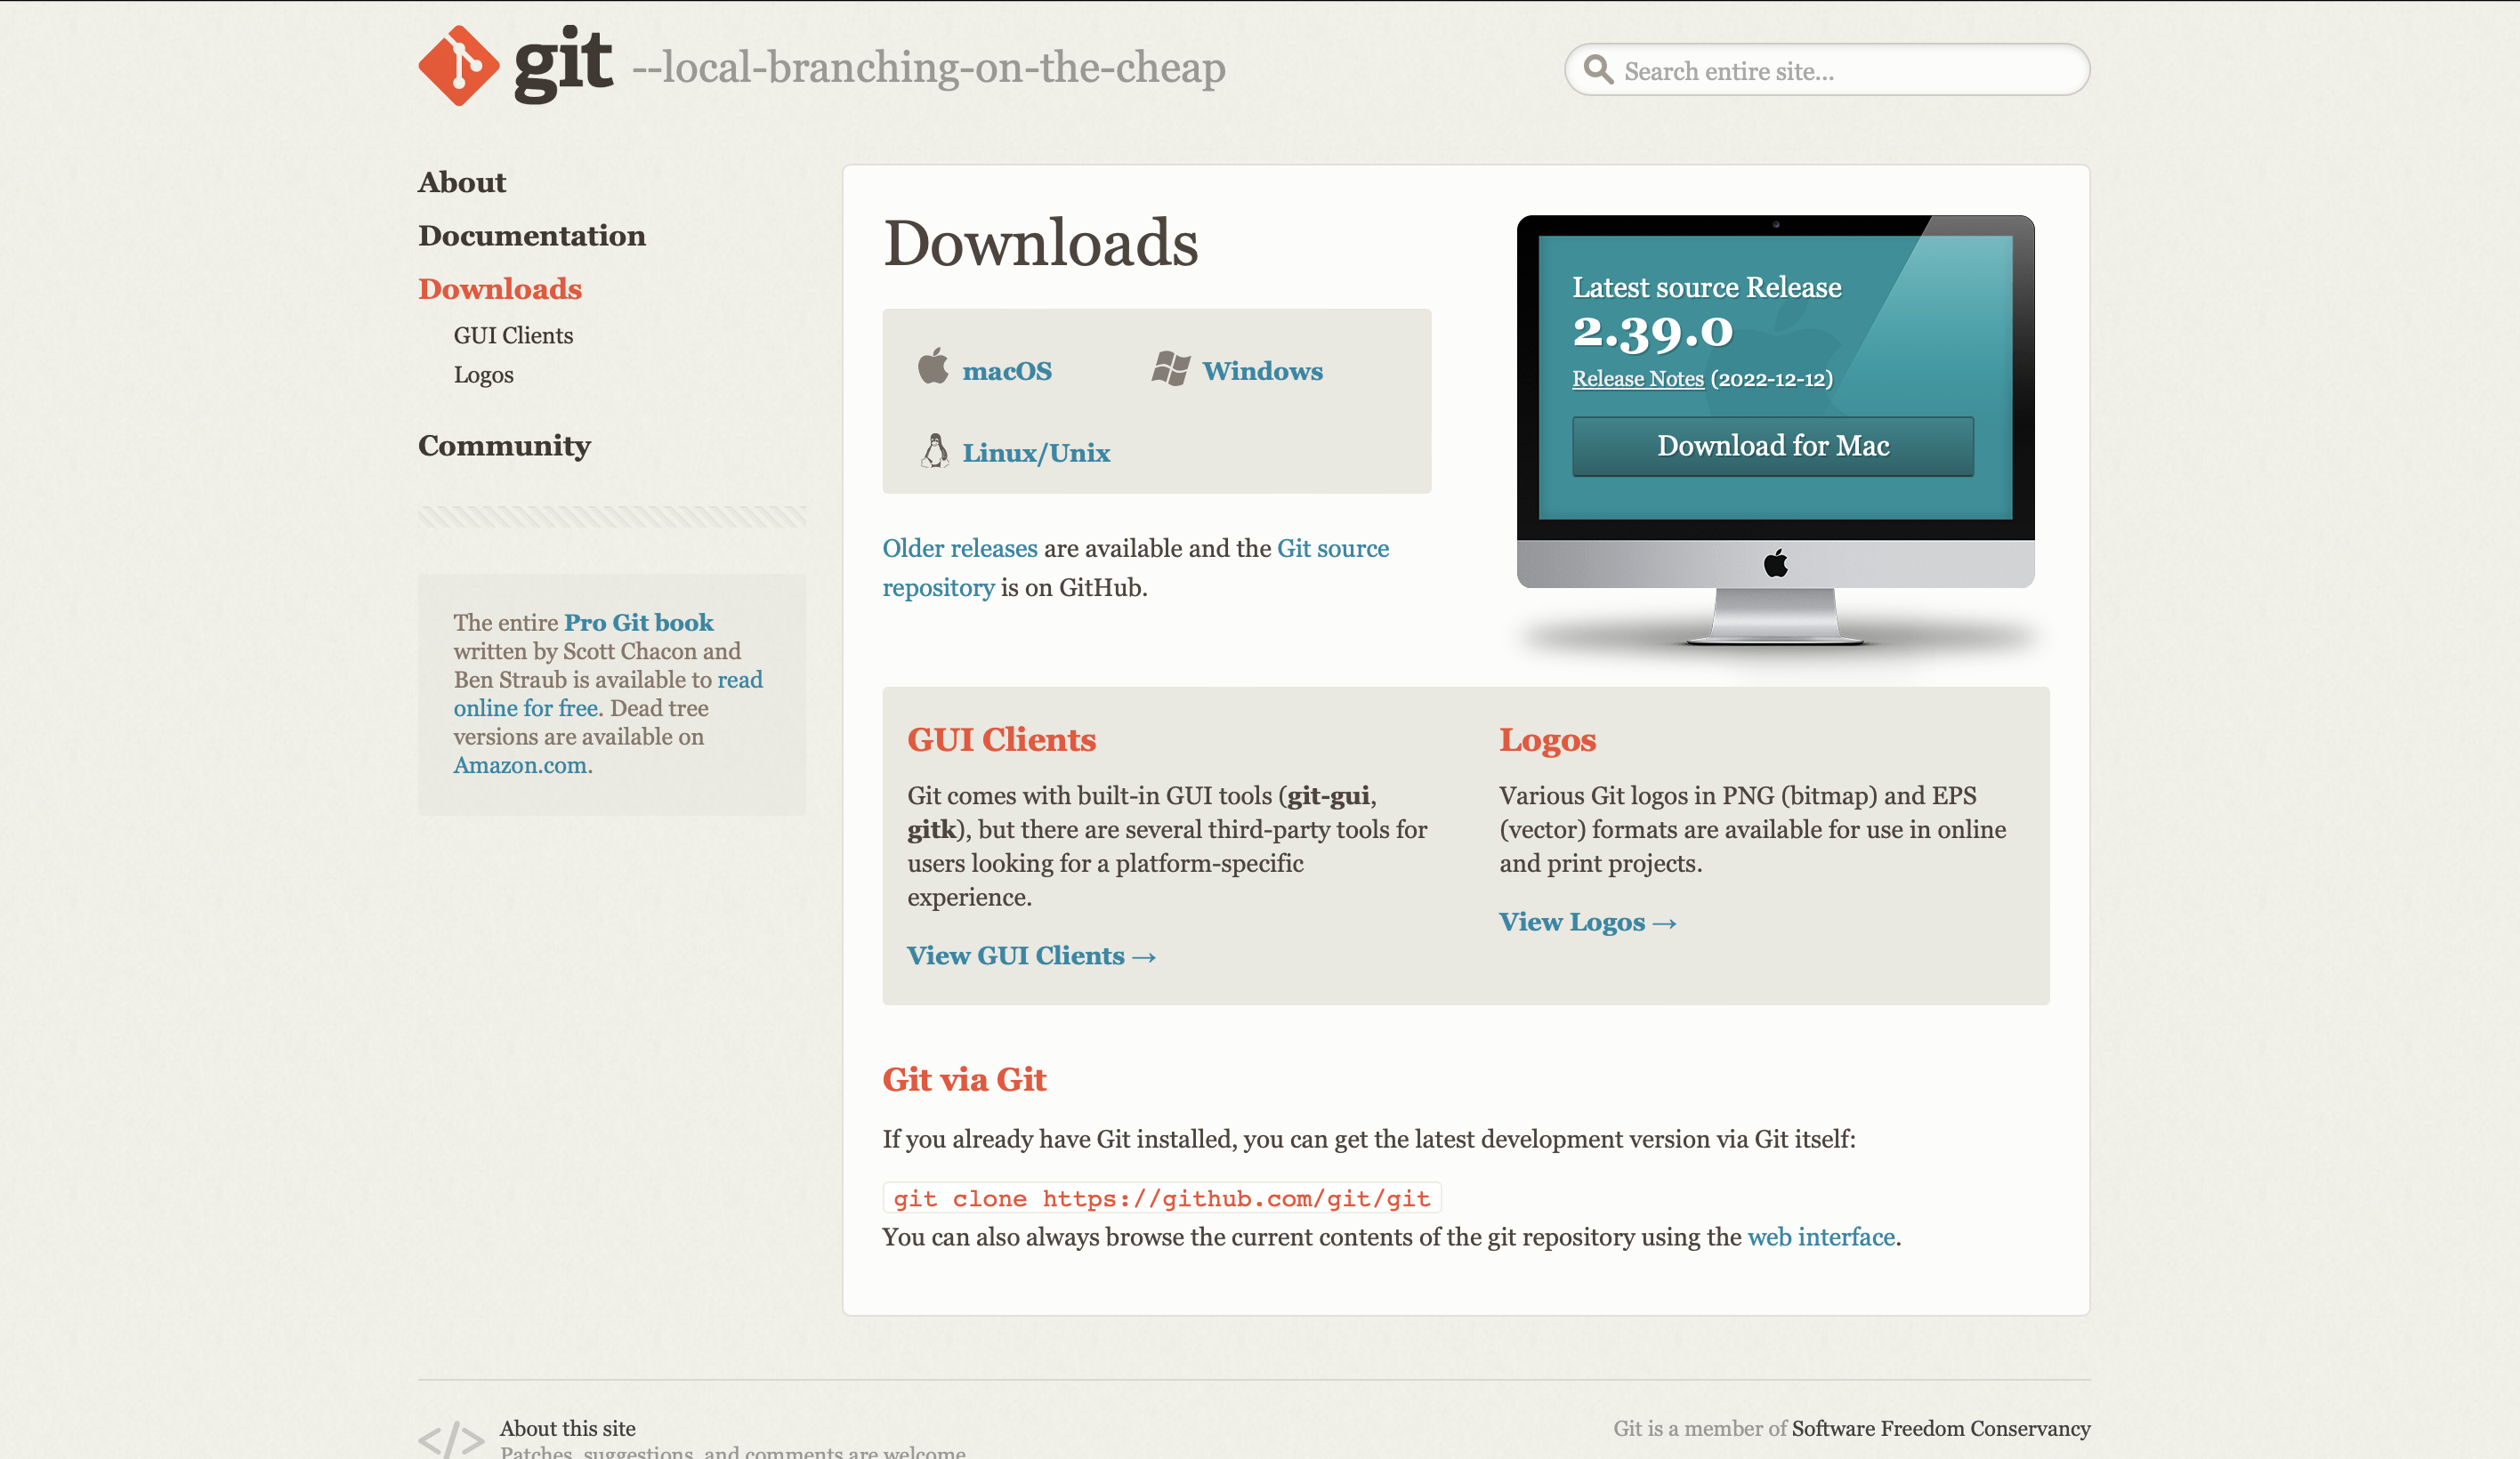 git --local-branching-on-the-cheap
Search entire site...
About
Documentation
Downloads
GUI Clients
Logos
Community
The entire Pro Git book
written by Scott Chacon and
Ben Straub is available to read
online for free. Dead tree
versions are available on
Amazon.com.
Downloads
macOS
Windows
Linux/Unix
Older releases are available and the Git source
repository is on GitHub.
Latest source Release
2.39.0
Release Notes (2022-12-12)
Download for Mac
GUI Clients
Git comes with built-in GUI tools (git-gui,
gitk), but there are several third-party tools for
users looking for a platform-specific
experience.
View GUI Clients →
Logos
Various Git logos in PNG (bitmap) and EPS
(vector) formats are available for use in online
and print projects.
View Logos →
Git via Git
If you already have Git installed, you can get the latest development version via Git itself:
git clone https://github.com/git/git
You can also always browse the current contents of the git repository using the web interface.
</> About this site
Patches, suggestions, and comments are welcome
Git is a member of Software Freedom Conservancy